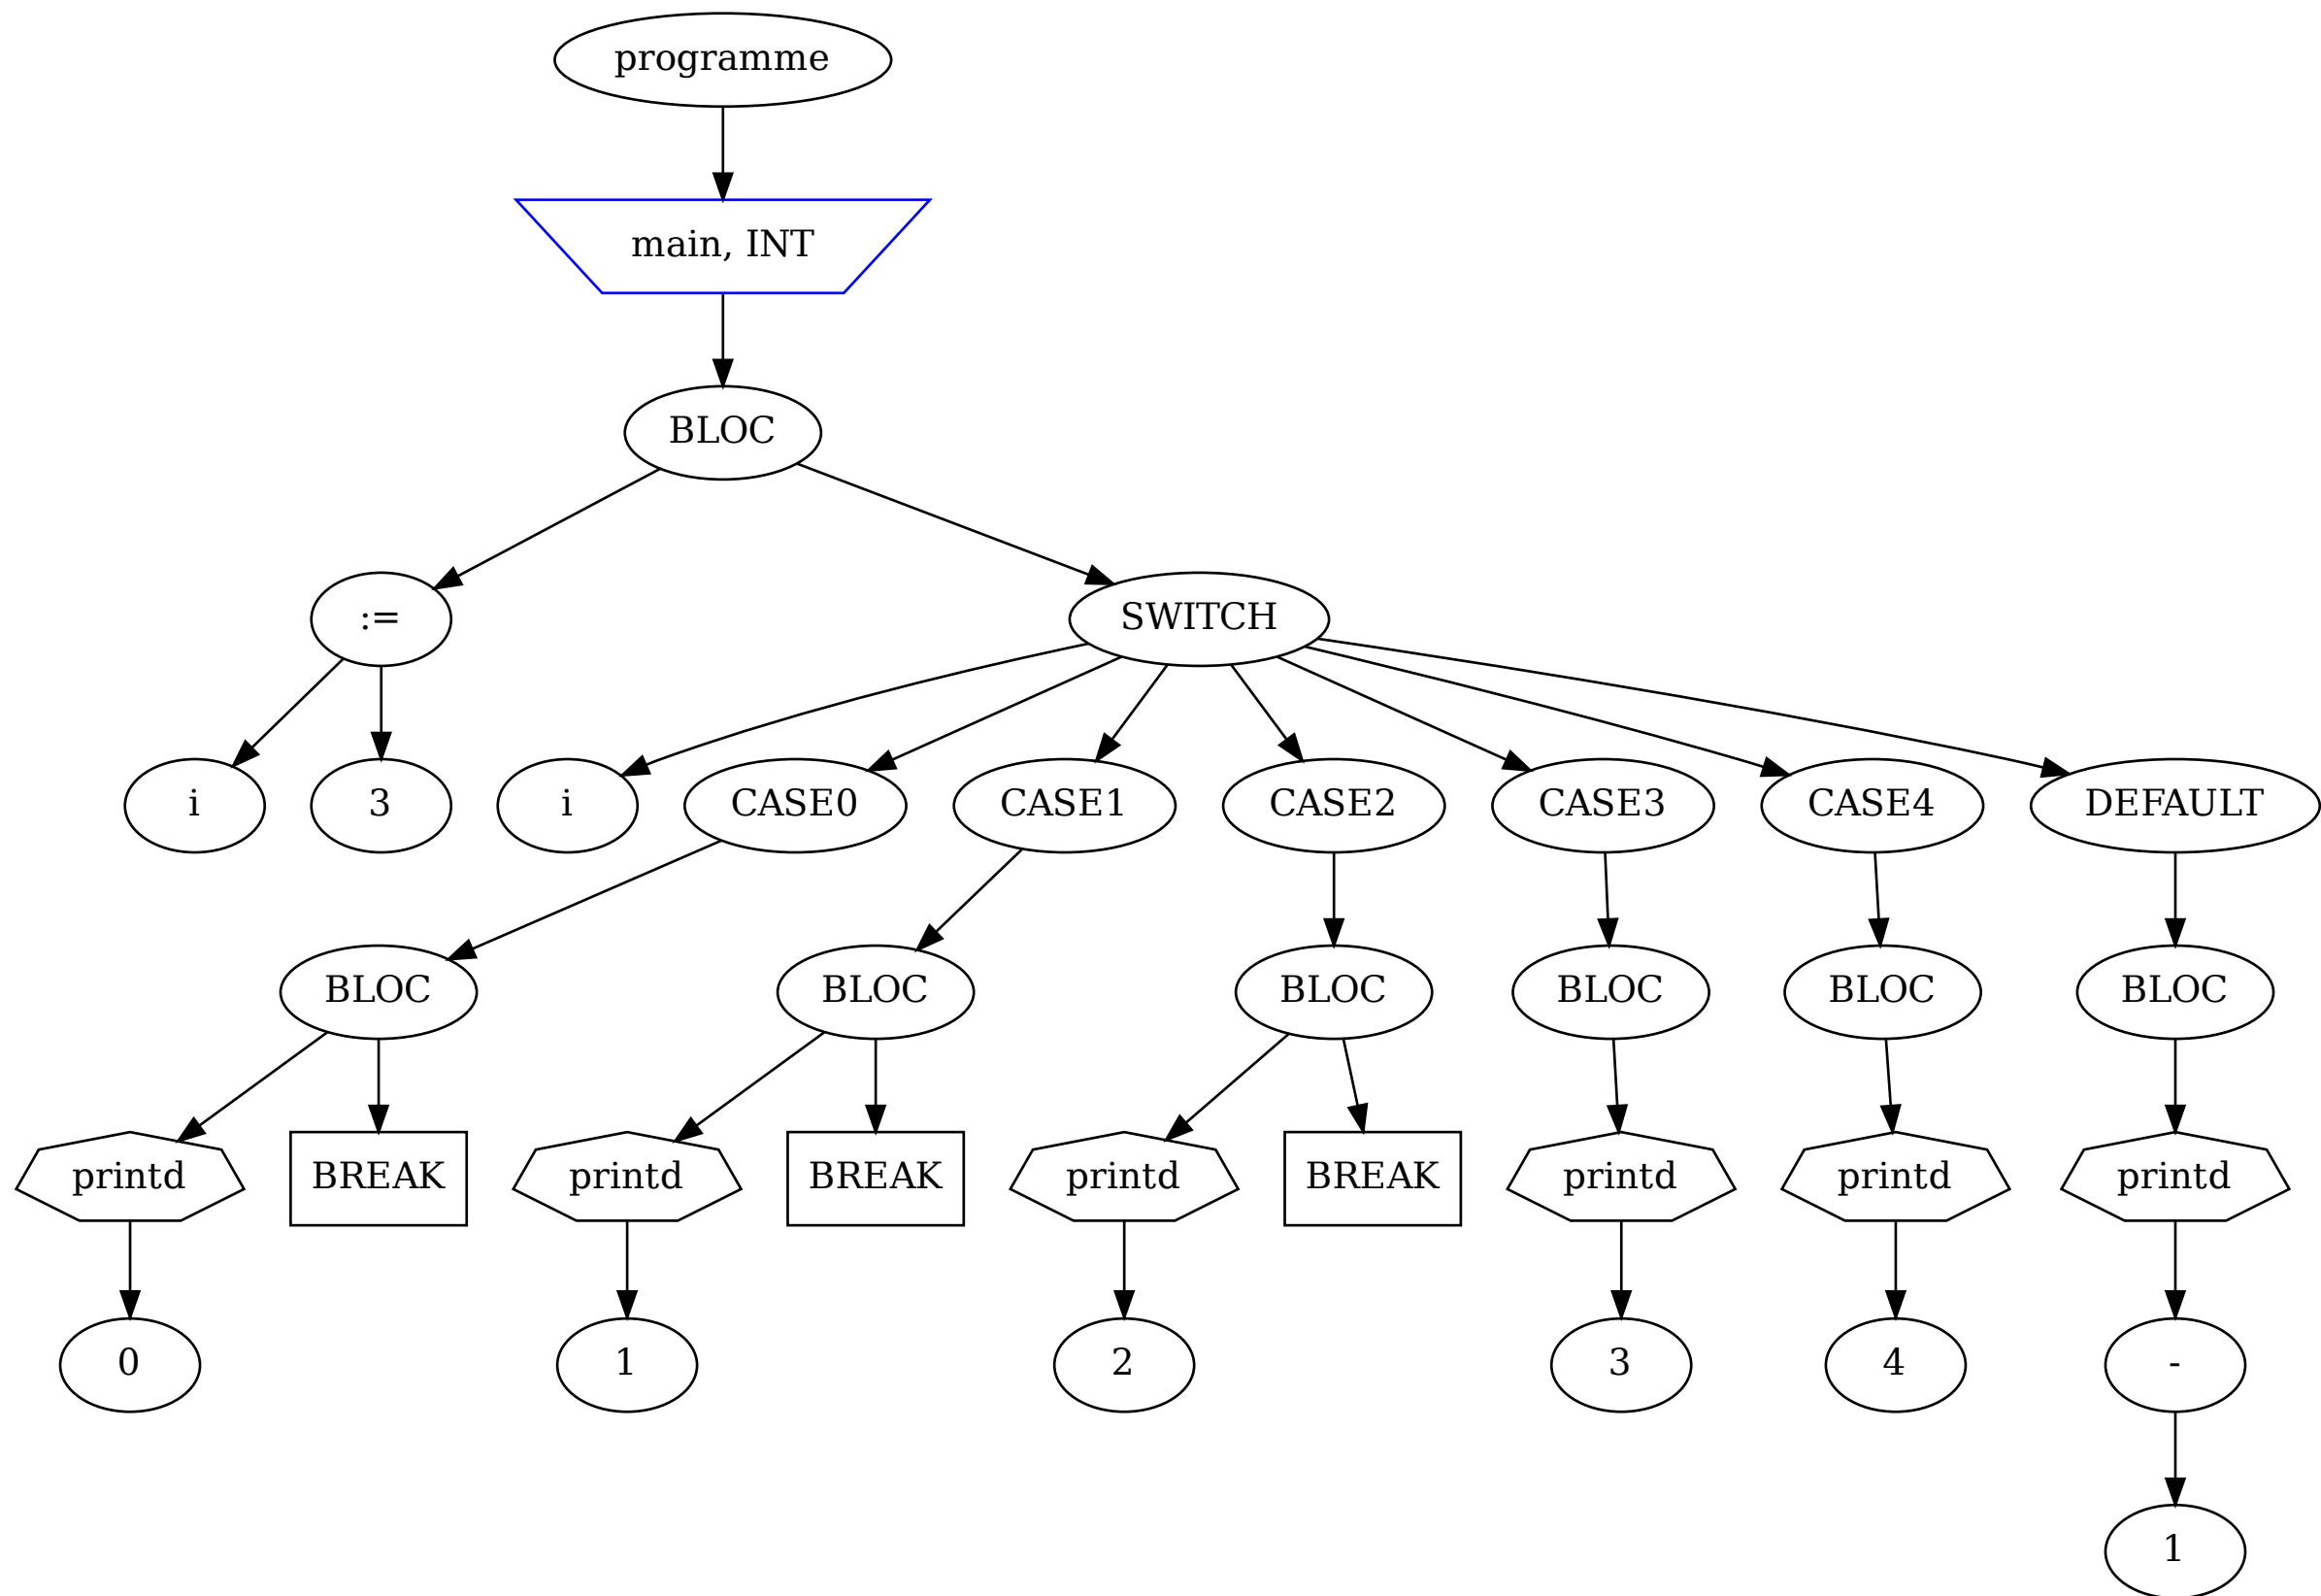 programme
main, INT
BLOC
:=
SWITCH
i
3
i
CASE0
CASE1
CASE2
CASE3
CASE4
DEFAULT
BLOC
BLOC
BLOC
BLOC
BLOC
BLOC
printd
BREAK
printd
BREAK
printd
BREAK
printd
printd
printd
0
1
2
3
4
-
1